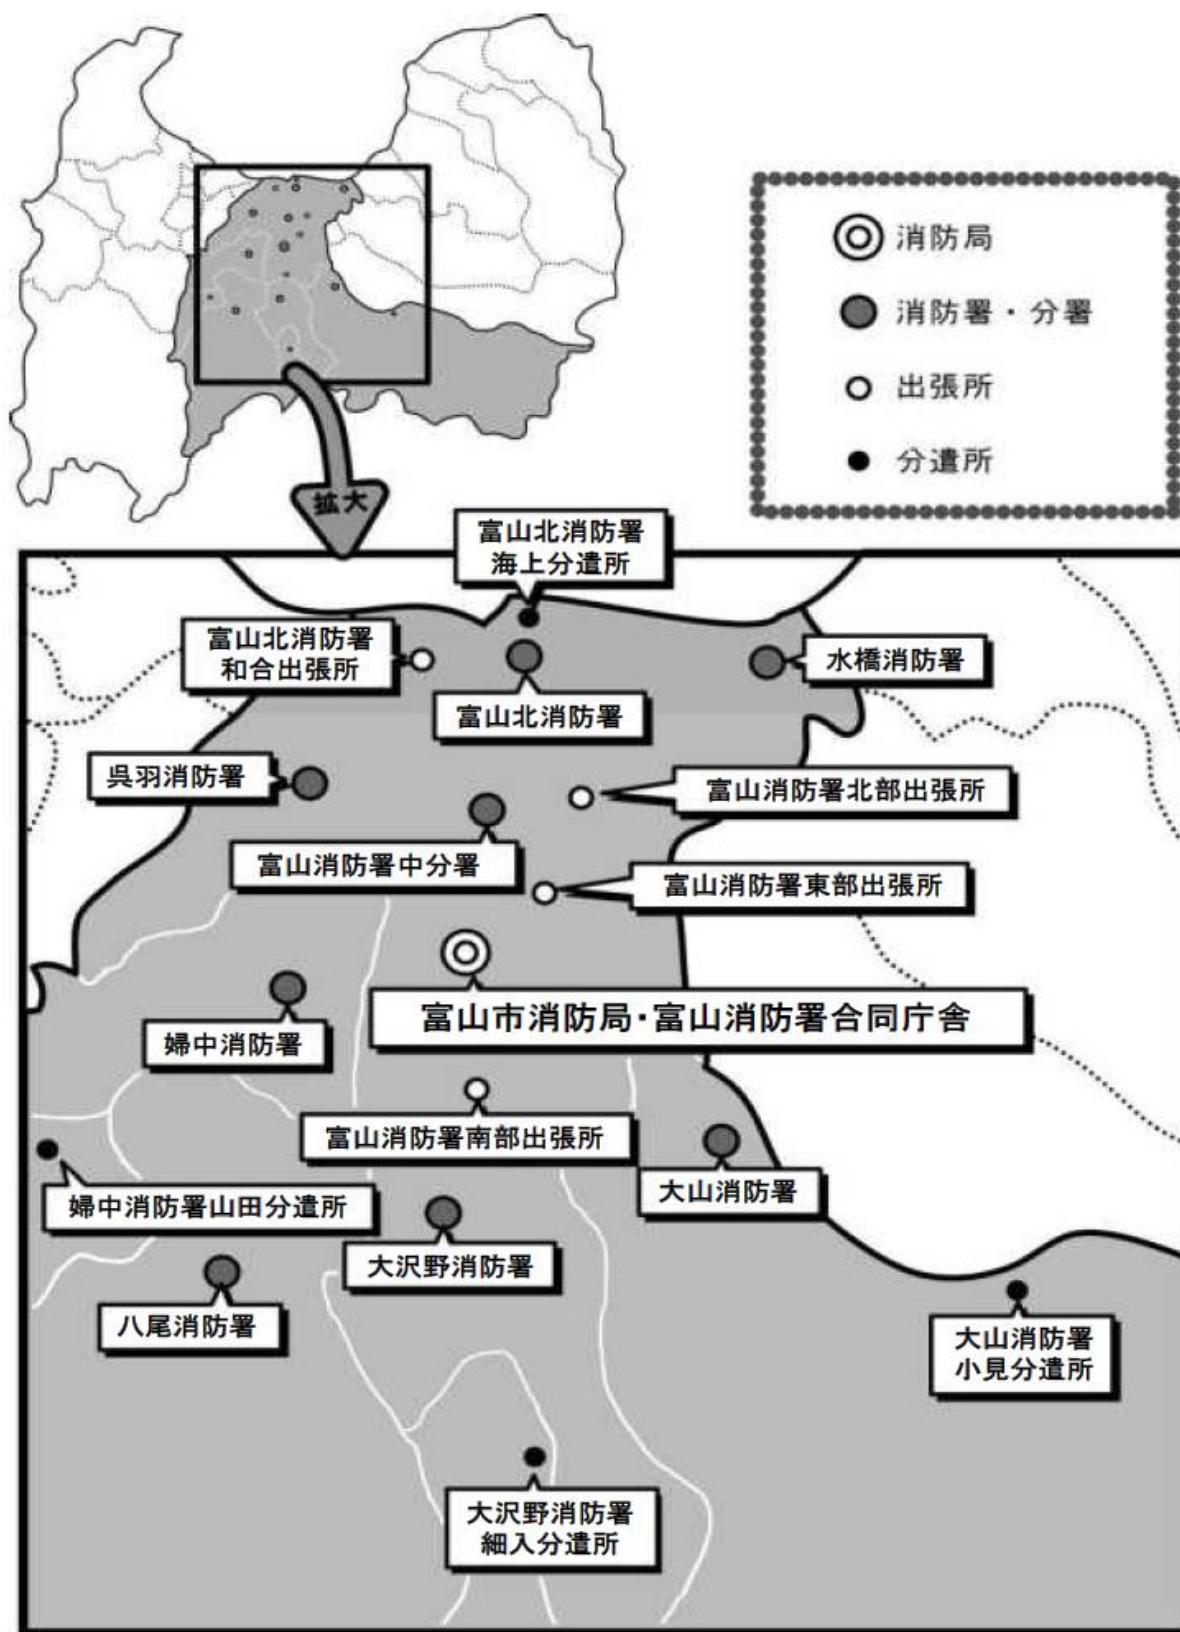 消防局
消防署・分署
出張所
分遣所
拡大
富山北消防署
海上分遣所
富山北消防署
和合出張所
水橋消防署
富山北消防署
呉羽消防署
富山消防署北部出張所
富山消防署中分署
富山消防署東部出張所
富山市消防局・富山消防署合同庁舎
婦中消防署
富山消防署南部出張所
大山消防署
婦中消防署山田分遣所
大沢野消防署
八尾消防署
大山消防署
小見分遣所
大沢野消防署
細入分遣所